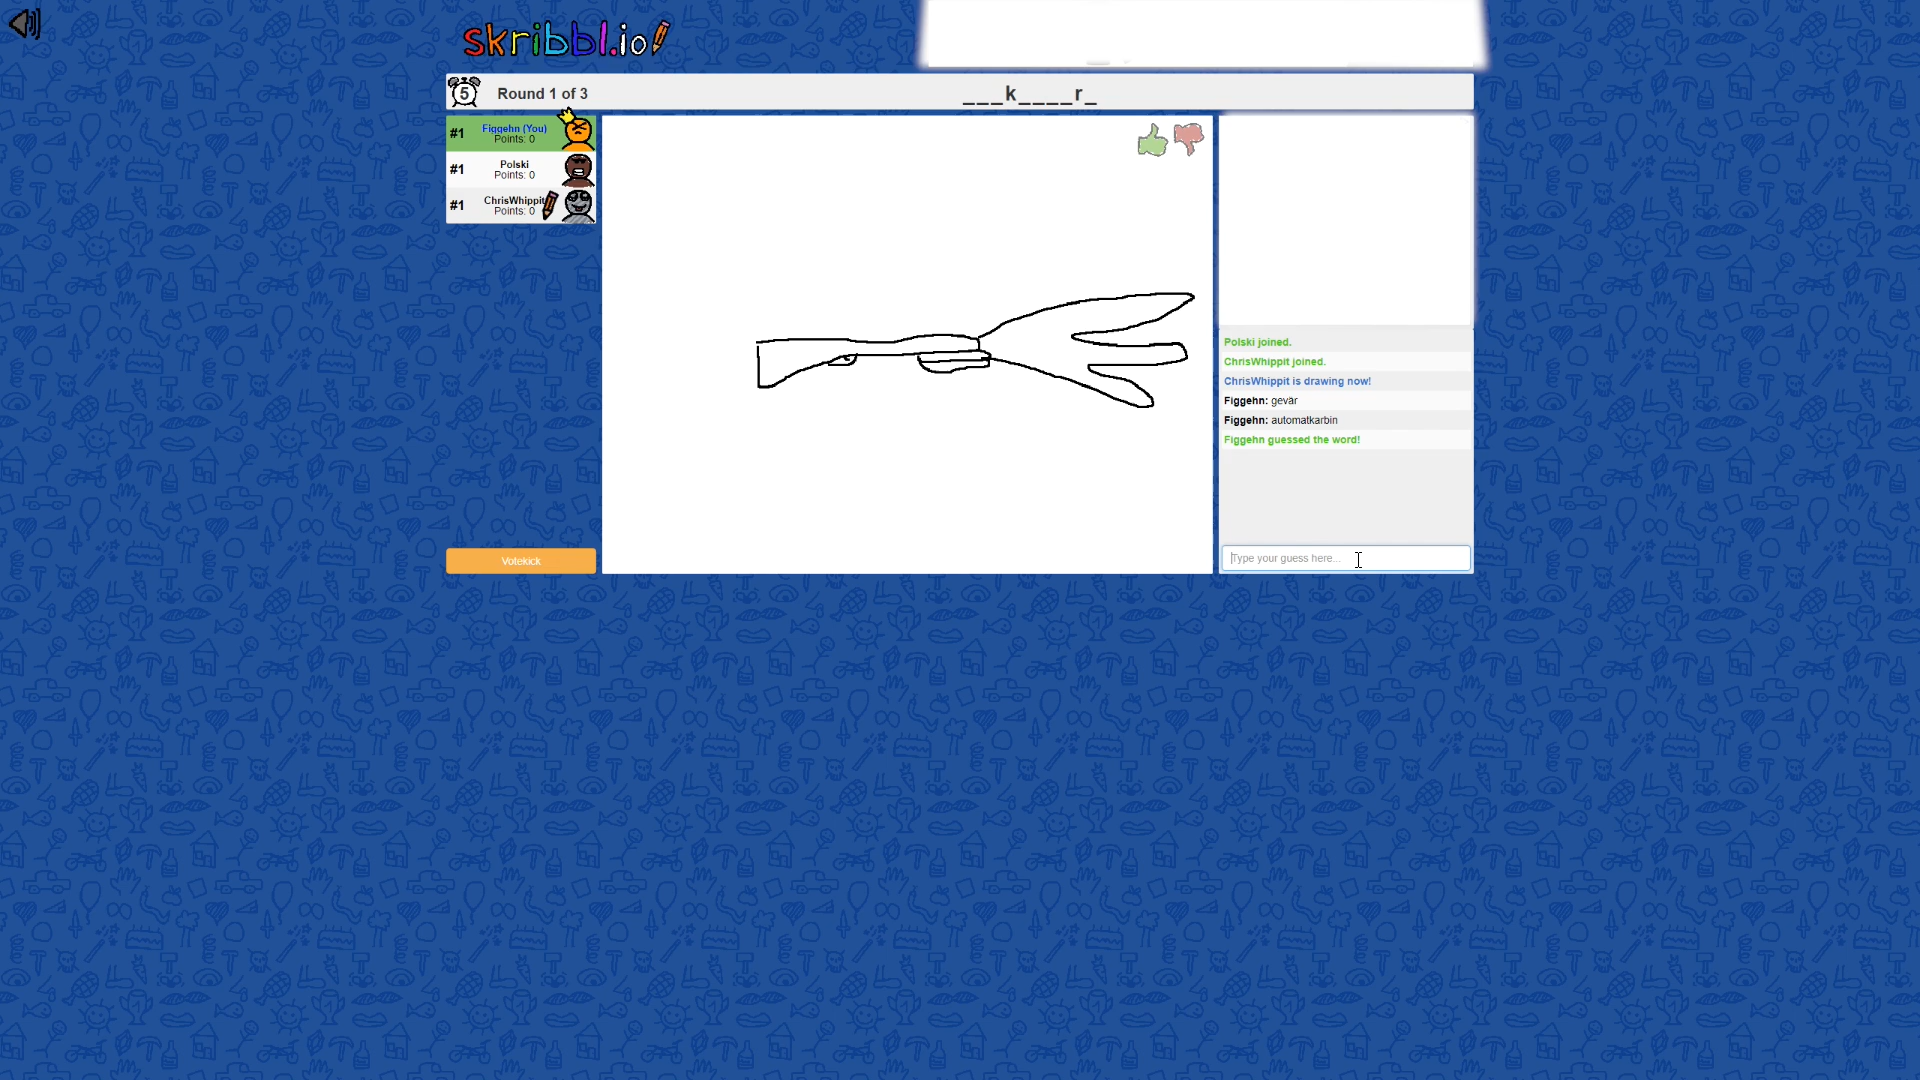 skribbl.io!
5
Round 1 of 3
___k____r_
#1
Figgehn (You)
Points: 0
#1
Polski
Points: 0
#1
ChrisWhippit
Points: 0
Polski joined.
ChrisWhippit joined.
ChrisWhippit is drawing now!
Figgehn: gevär
Figgehn: automatkarbin
Figgehn guessed the word!
Votekick
Type your guess here...